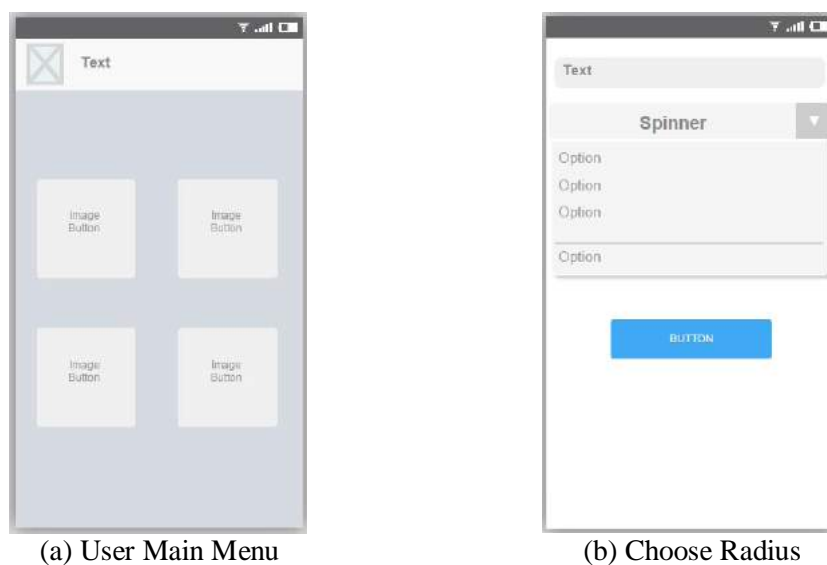 Text
Image
Button
Image
Button
Image
Button
Image
Button
(a) User Main Menu
Text
Spinner
Option
Option
Option
Option
BUTTON
(b) Choose Radius